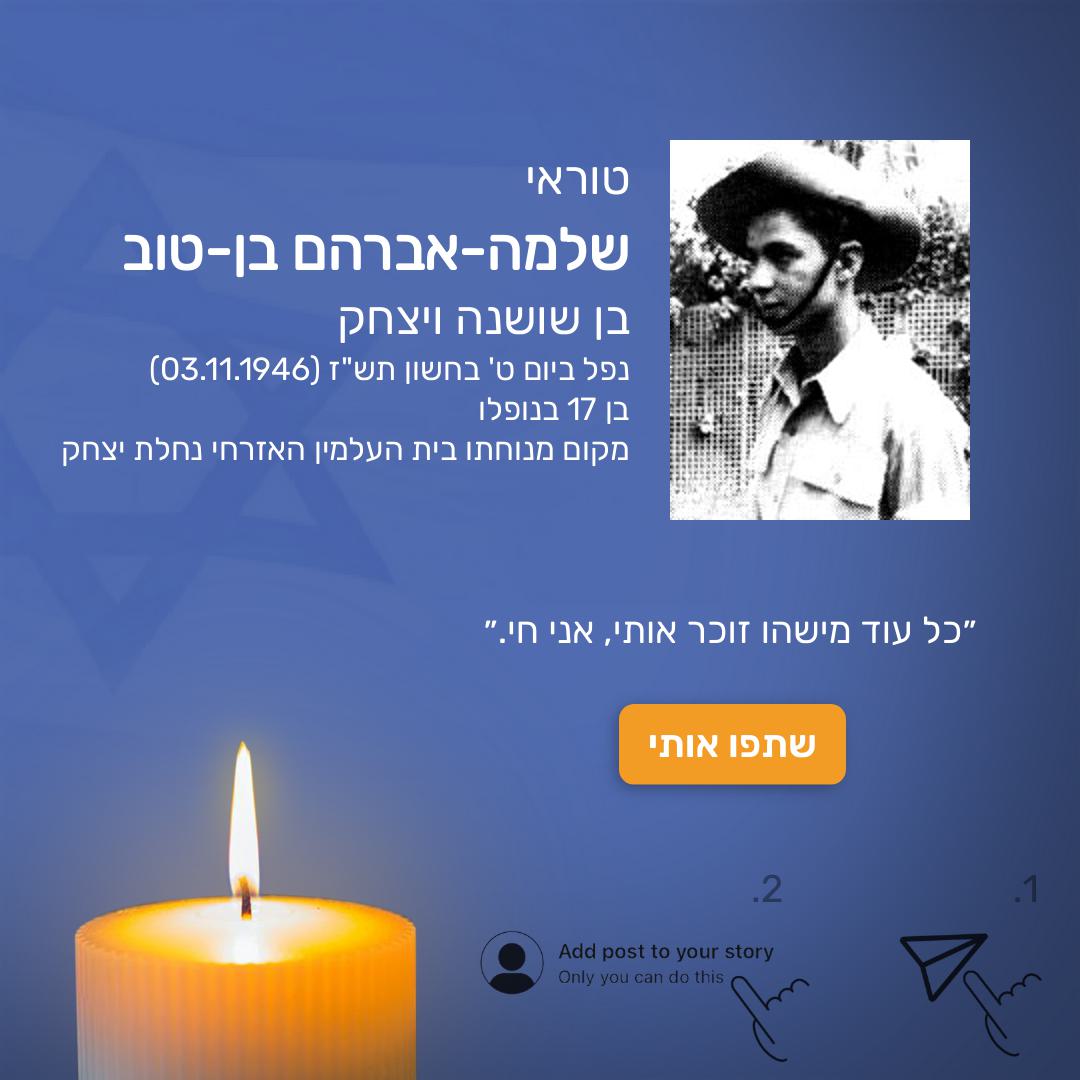 טוראי
שלמה-אברהם בן-טוב
בן שושנה ויצחק
נפל ביום ט' בחשון תש"ז (03.11.1946)
בן 17 בנופלו
מקום מנוחתו בית העלמין האזרחי נחלת יצחק
״כל עוד מישהו זוכר אותי, אני חי.״
שתפו אותי
1.
2.
Add post to your story
Only you can do this